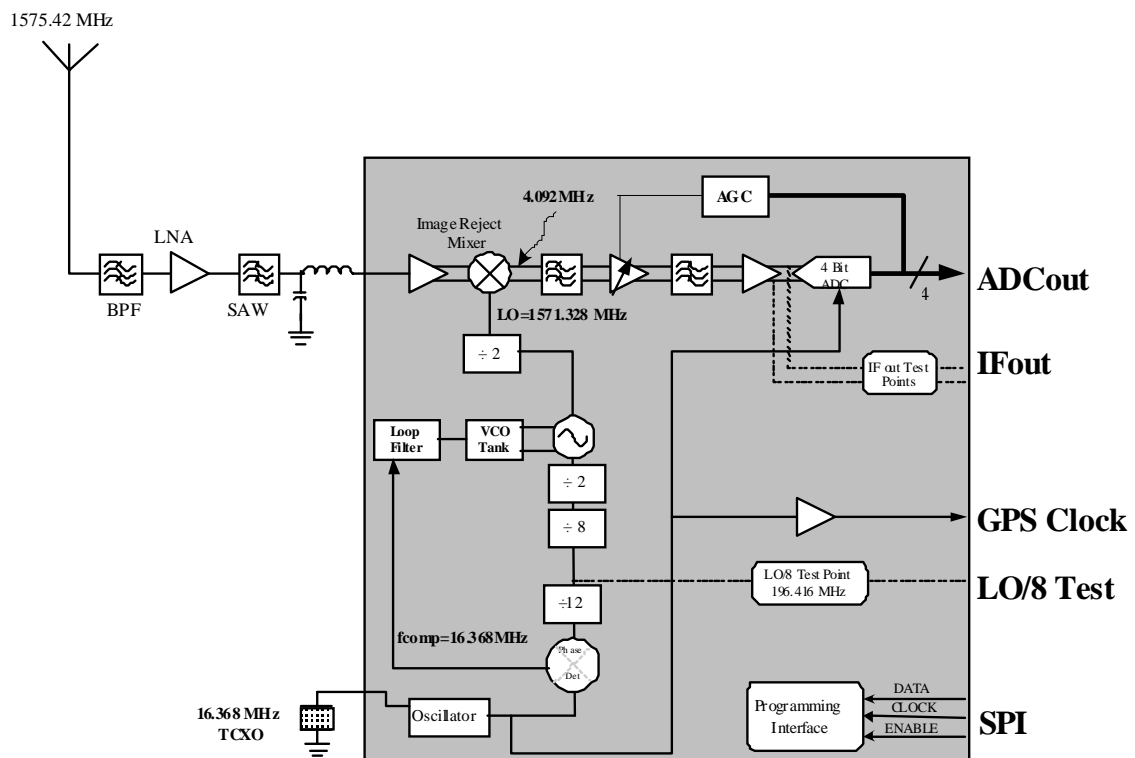 1575.42 MHz
LNA
BPF
SAW
Image Reject
Mixer
4.092MHz
AGC
4 Bit
ADC
4
ADCout
LO=1571.328 MHz
÷ 2
IF out Test
Points
IFout
Loop
Filter
VCO
Tank
÷ 2
÷ 8
GPS Clock
LO/8 Test Point
196.416 MHz
LO/8 Test
÷12
fcomp=16.368MHz
Phase
Det
16.368 MHz
TCXO
Oscillator
Programming
Interface
DATA
CLOCK
ENABLE
SPI